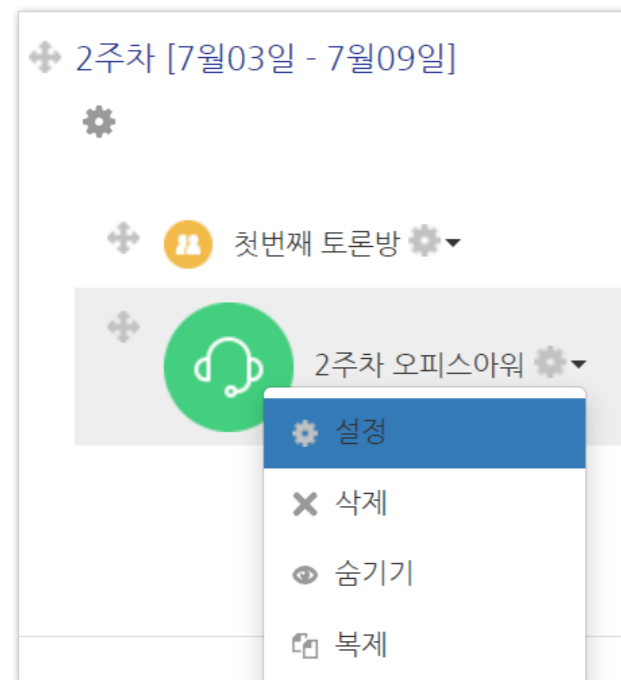 2주차 [7월03일 - 7월09일]
첫번째 토론방
2주차 오피스아워
설정
삭제
숨기기
복제